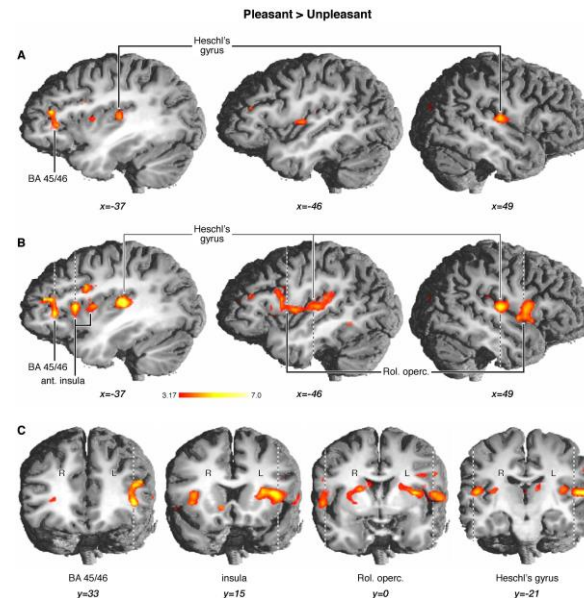 Pleasant > Unpleasant
Heschl's
gyrus
A
BA 45/46
x=-37
x=-46
x=49
Heschl's
gyrus
B
BA 45/46
ant. insula
Rol. operc.
x=-37
3.17
7.0
x=-46
x=49
C
R
L
R
L
R
L
R
L
BA 45/46
insula
Rol. operc.
Heschl's gyrus
y=33
y=15
y=0
y=-21